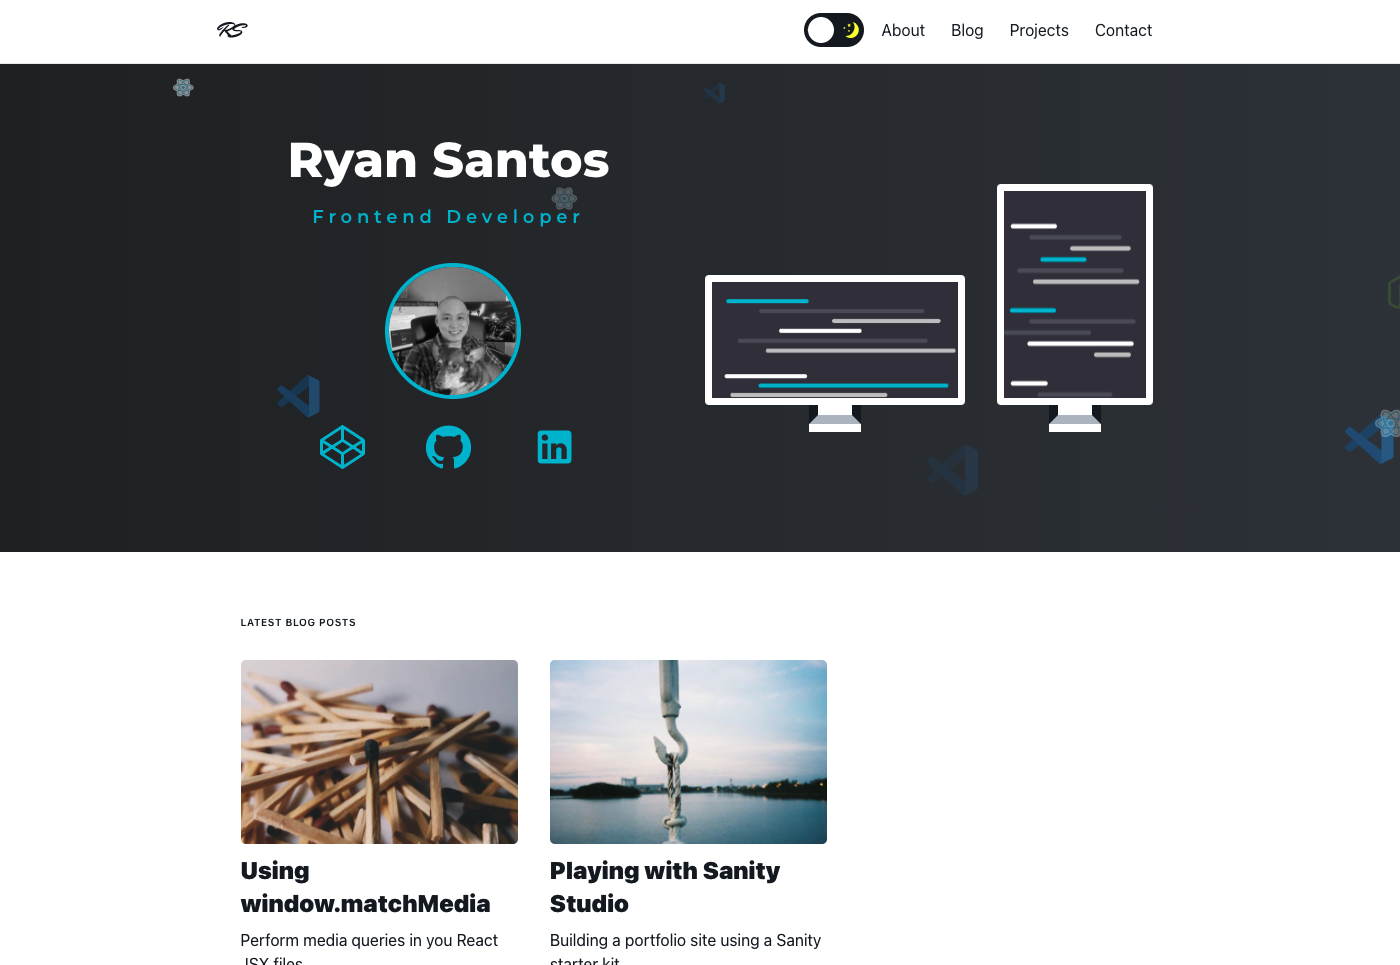 RS
About Blog Projects Contact
Ryan Santos
Frontend Developer
in
LATEST BLOG POSTS
Using
window.matchMedia
Perform media queries in you React
JSX files
Playing with Sanity
Studio
Building a portfolio site using a Sanity
starter kit